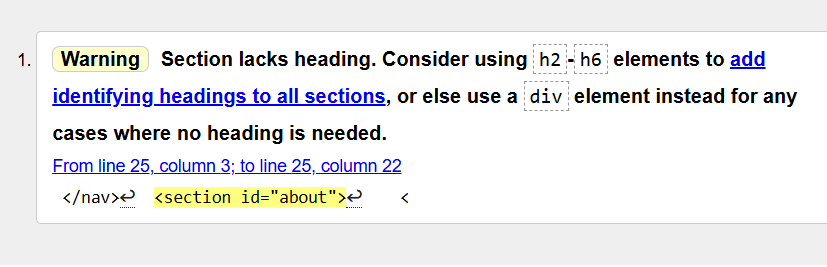 1. Warning Section lacks heading. Consider using h2-h6 elements to add
identifying headings to all sections, or else use a div element instead for any
cases where no heading is needed.
From line 25, column 3; to line 25, column 22
</nav>↩ <section id="about">↩ <